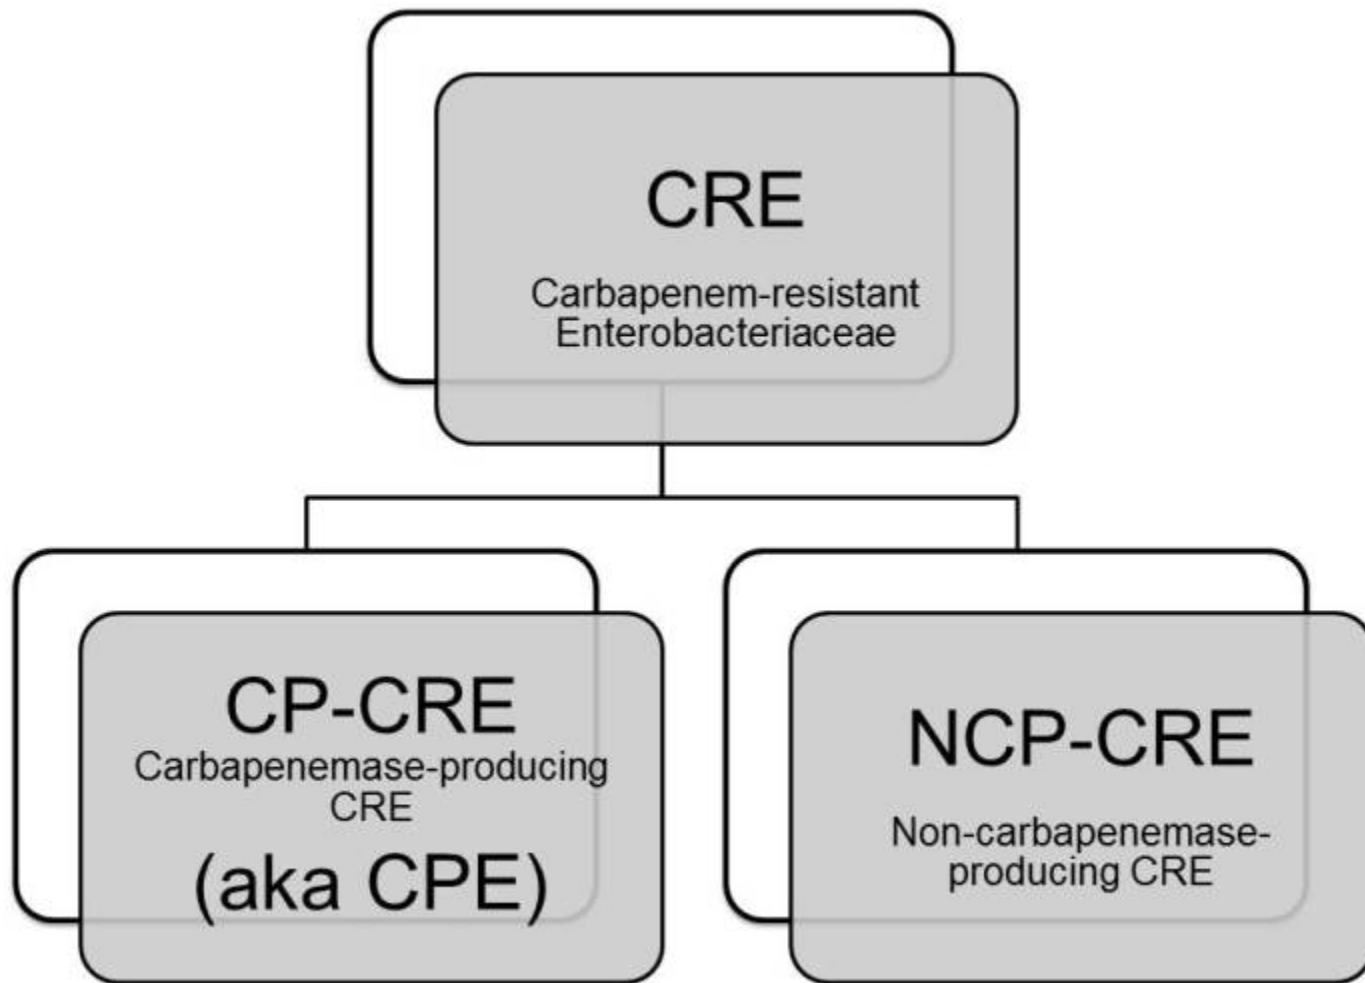 CRE
Carbapenem-resistant
Enterobacteriaceae
CP-CRE
Carbapenemase-producing
CRE
(aka CPE)
NCP-CRE
Non-carbapenemase-
producing CRE